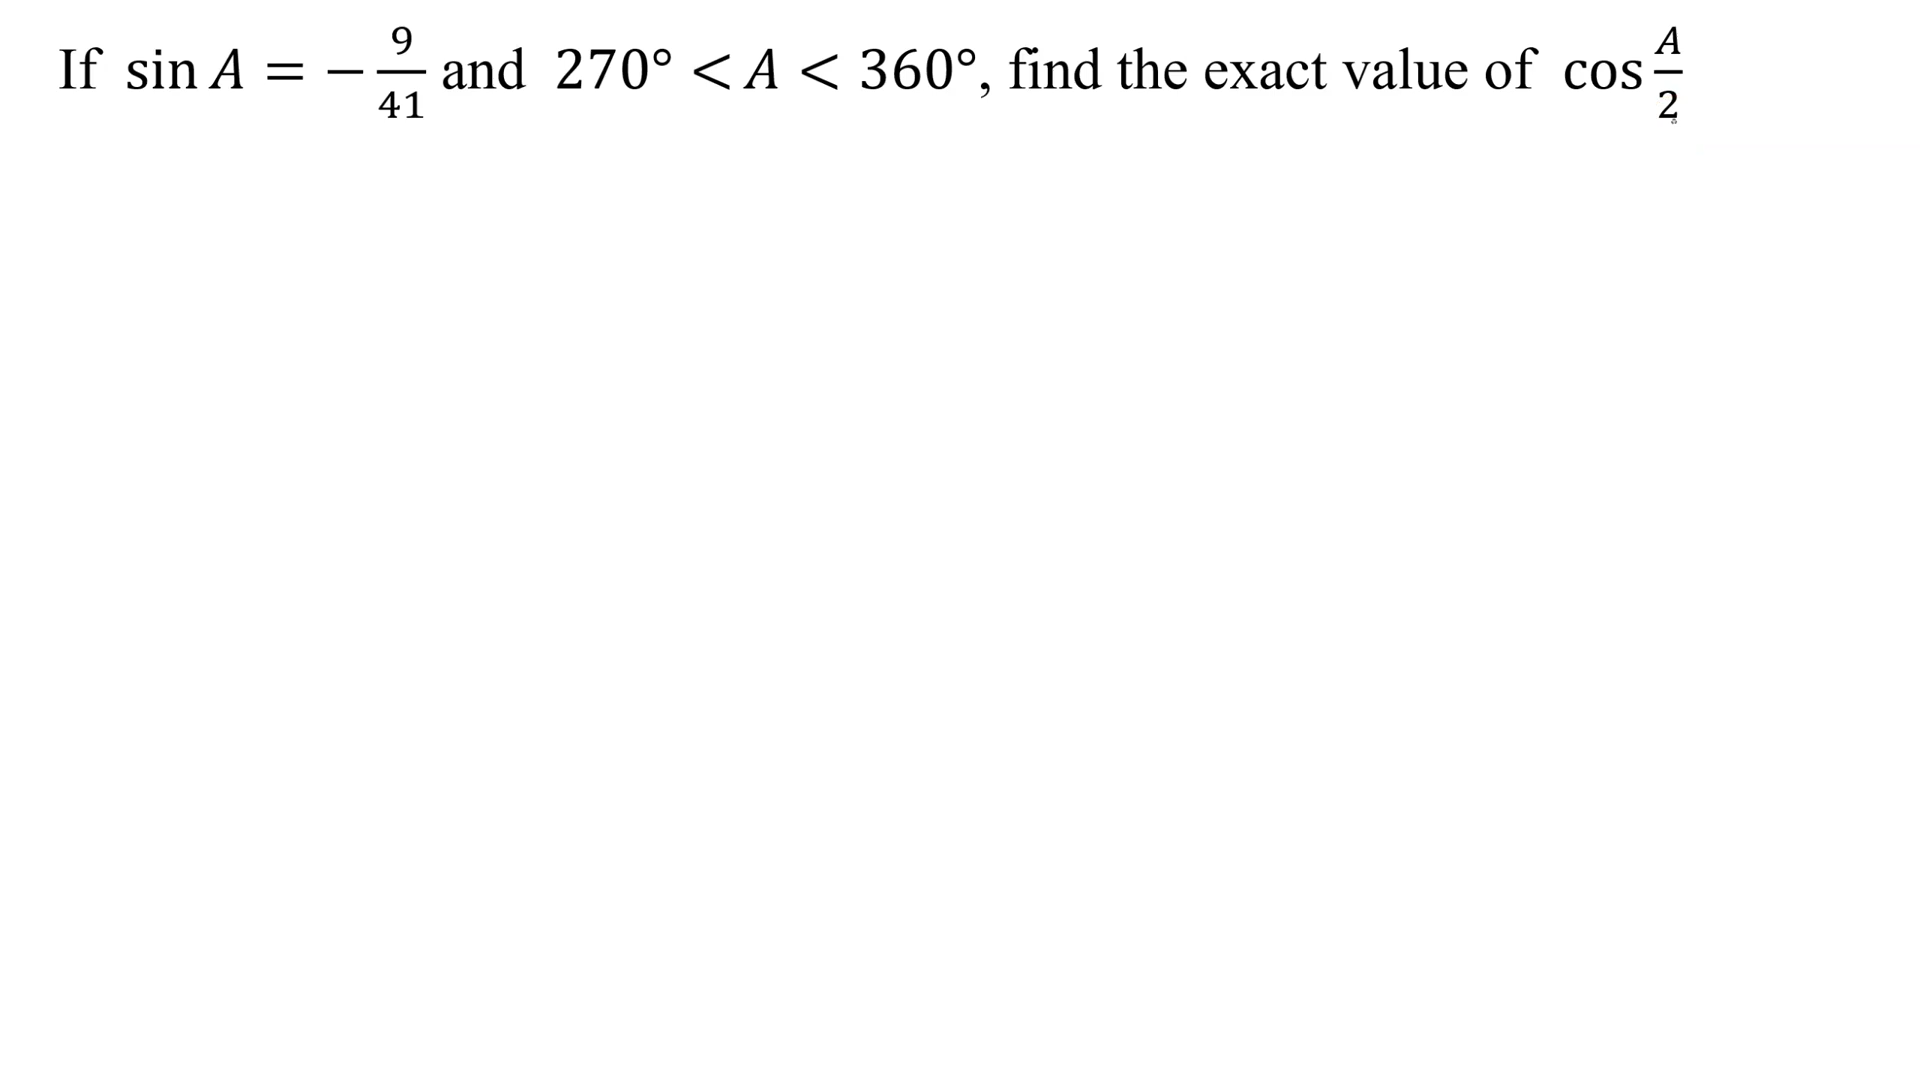 If sin A = −9/41 and 270° < A < 360°, find the exact value of cos A/2